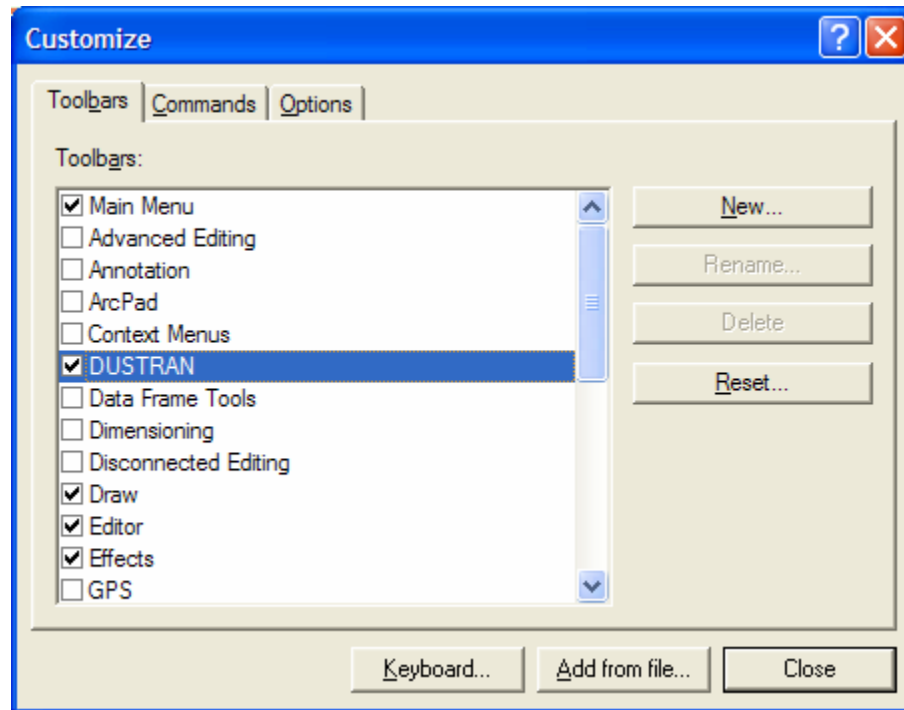 Customize
Toolbars Commands Options
Toolbars:
Main Menu
Advanced Editing
Annotation
ArcPad
Context Menus
DUSTRAN
Data Frame Tools
Dimensioning
Disconnected Editing
Draw
Editor
Effects
GPS
New...
Rename...
Delete
Reset...
Keyboard... Add from file... Close